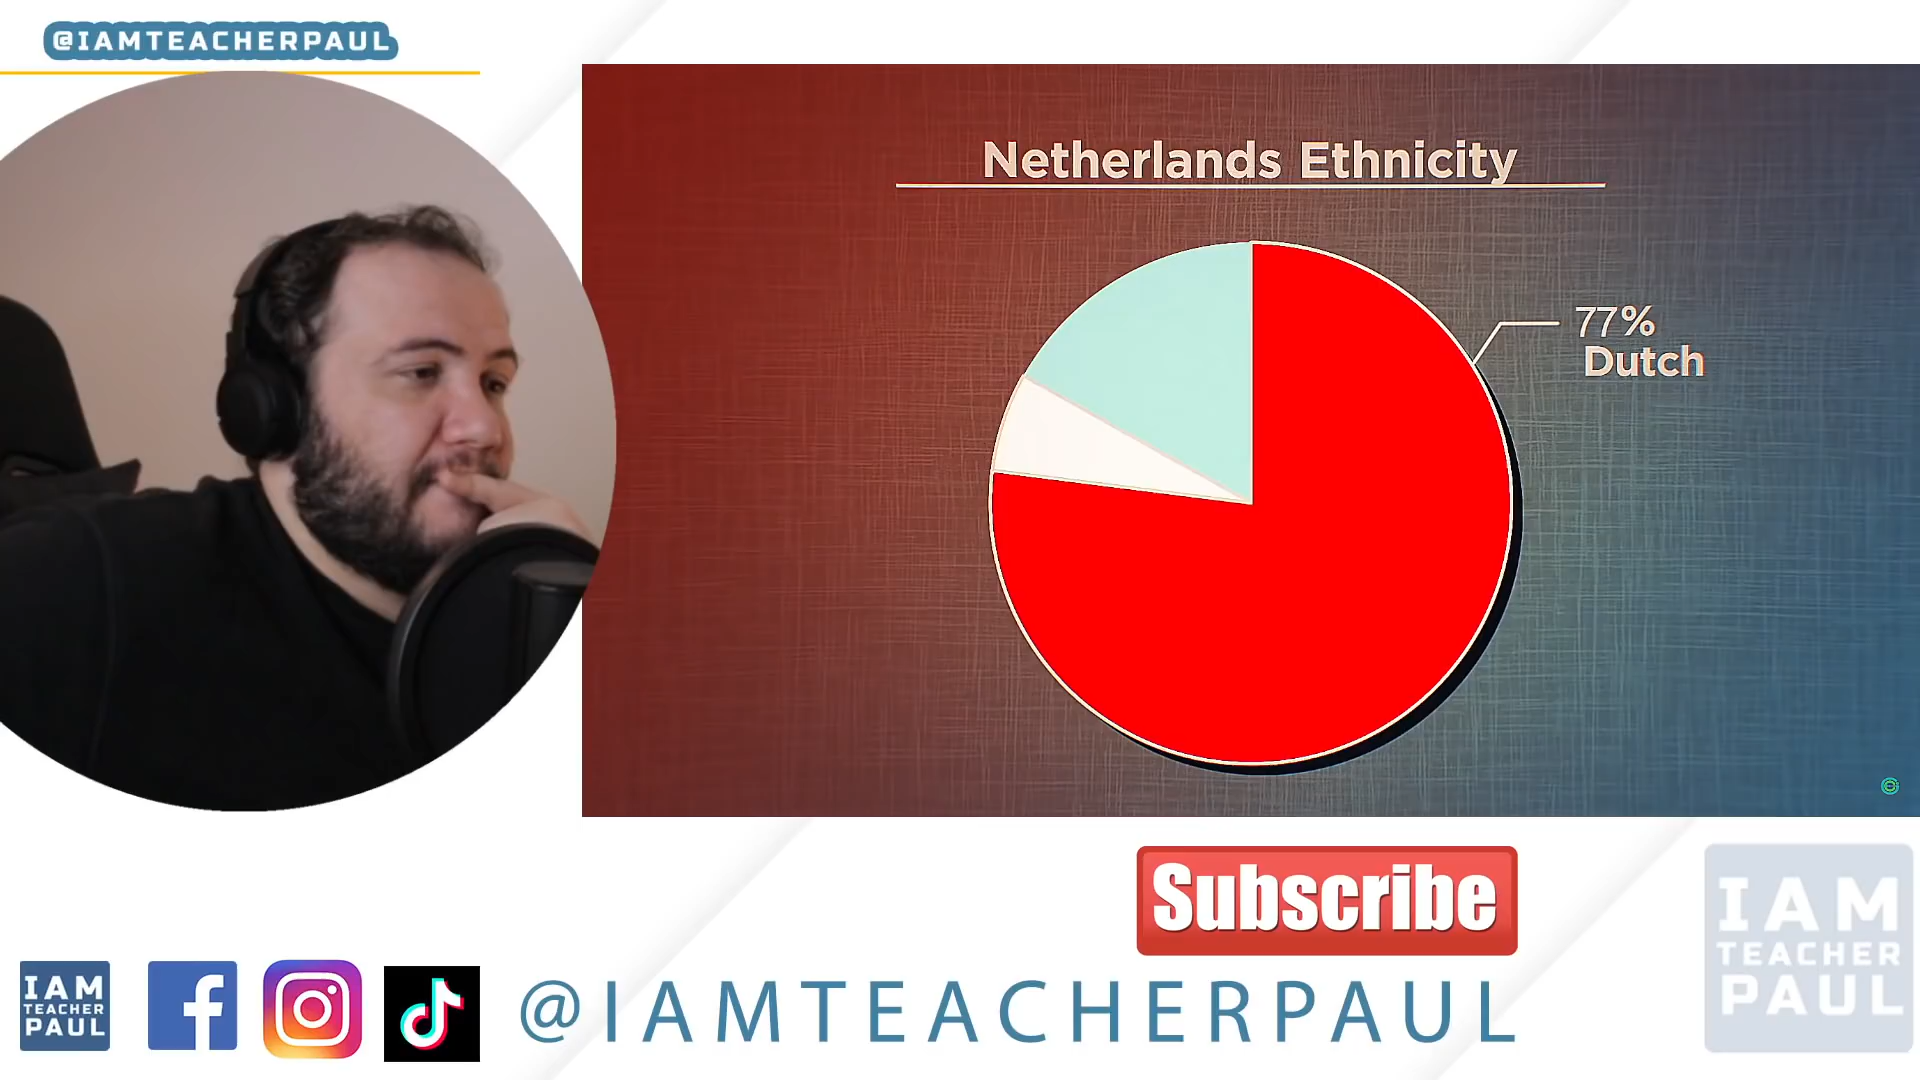 @IAMTEACHERPAUL
Netherlands Ethnicity
77%
Dutch
Subscribe
IAM
TEACHER
PAUL
@IAMTEACHERPAUL
IAM
TEACHER
PAUL